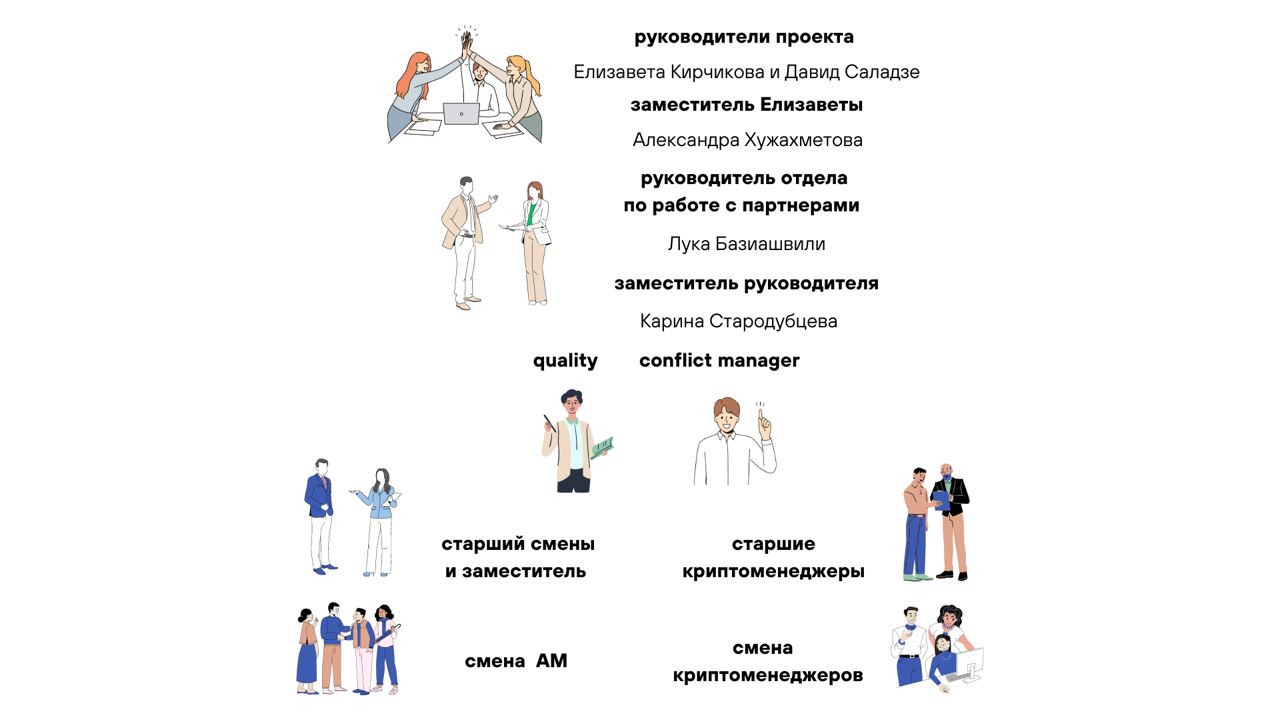 руководители проекта
Елизавета Кирчикова и Давид Саладзе
заместитель Елизаветы
Александра Хужахметова
руководитель отдела
по работе с партнерами
Лука Базиашвили
заместитель руководителя
Карина Стародубцева
quality
conflict manager
старший смены
и заместитель
старшие
криптоменеджеры
смена АМ
смена
криптоменеджеров